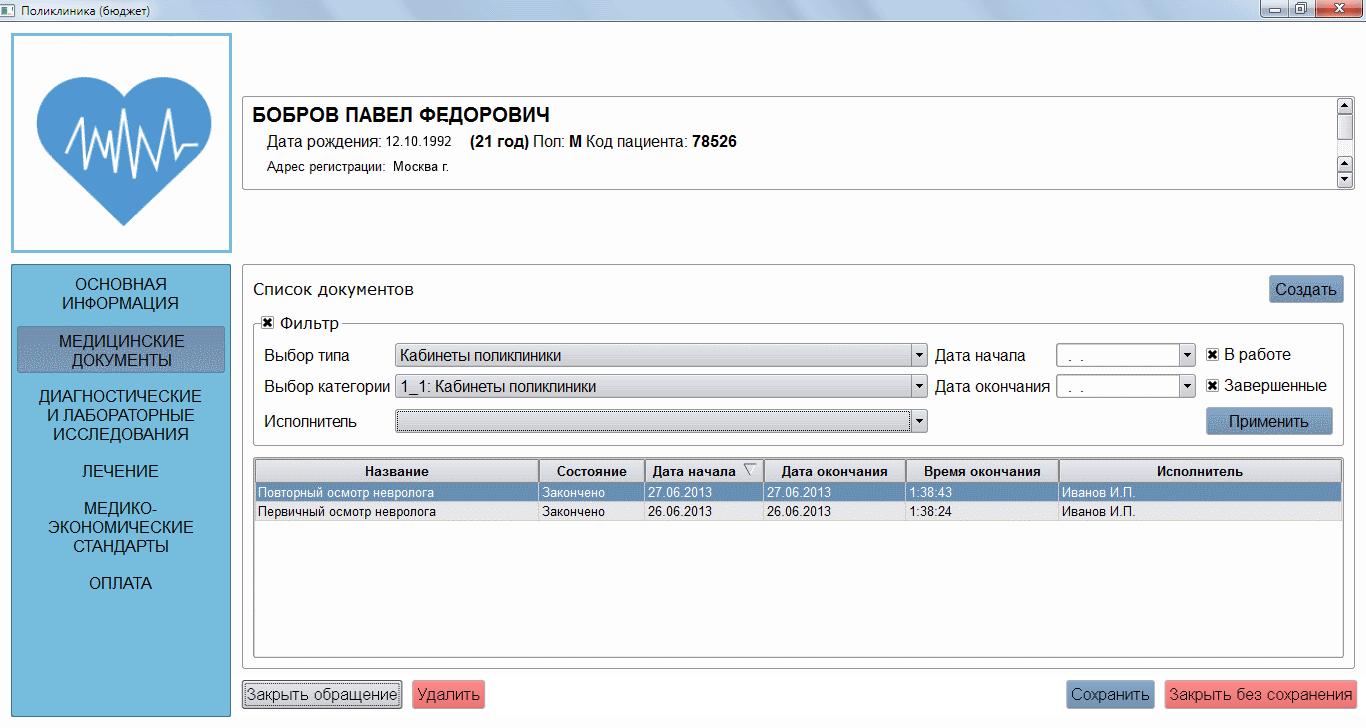 Поликлиника (бюджет)
БОБРОВ ПАВЕЛ ФЕДОРОВИЧ
Дата рождения: 12.10.1992 (21 год) Пол: М Код пациента: 78526
Адрес регистрации: Москва г.
ОСНОВНАЯ
ИНФОРМАЦИЯ
МЕДИЦИНСКИЕ
ДОКУМЕНТЫ
ДИАГНОСТИЧЕСКИЕ
И ЛАБОРАТОРНЫЕ
ИССЛЕДОВАНИЯ
ЛЕЧЕНИЕ
МЕДИКО-
ЭКОНОМИЧЕСКИЕ
СТАНДАРТЫ
ОПЛАТА
Список документов Создать
Фильтр
Выбор типа Кабинеты поликлиники Дата начала . . В работе
Выбор категории 1_1: Кабинеты поликлиники Дата окончания . . Завершенные
Исполнитель Применить
Название Состояние Дата начала Дата окончания Время окончания Исполнитель
Повторный осмотр невролога Закончено 27.06.2013 27.06.2013 1:38:43 Иванов И.П.
Первичный осмотр невролога Закончено 26.06.2013 26.06.2013 1:38:24 Иванов И.П.
Закрыть обращение Удалить Сохранить Закрыть без сохранения